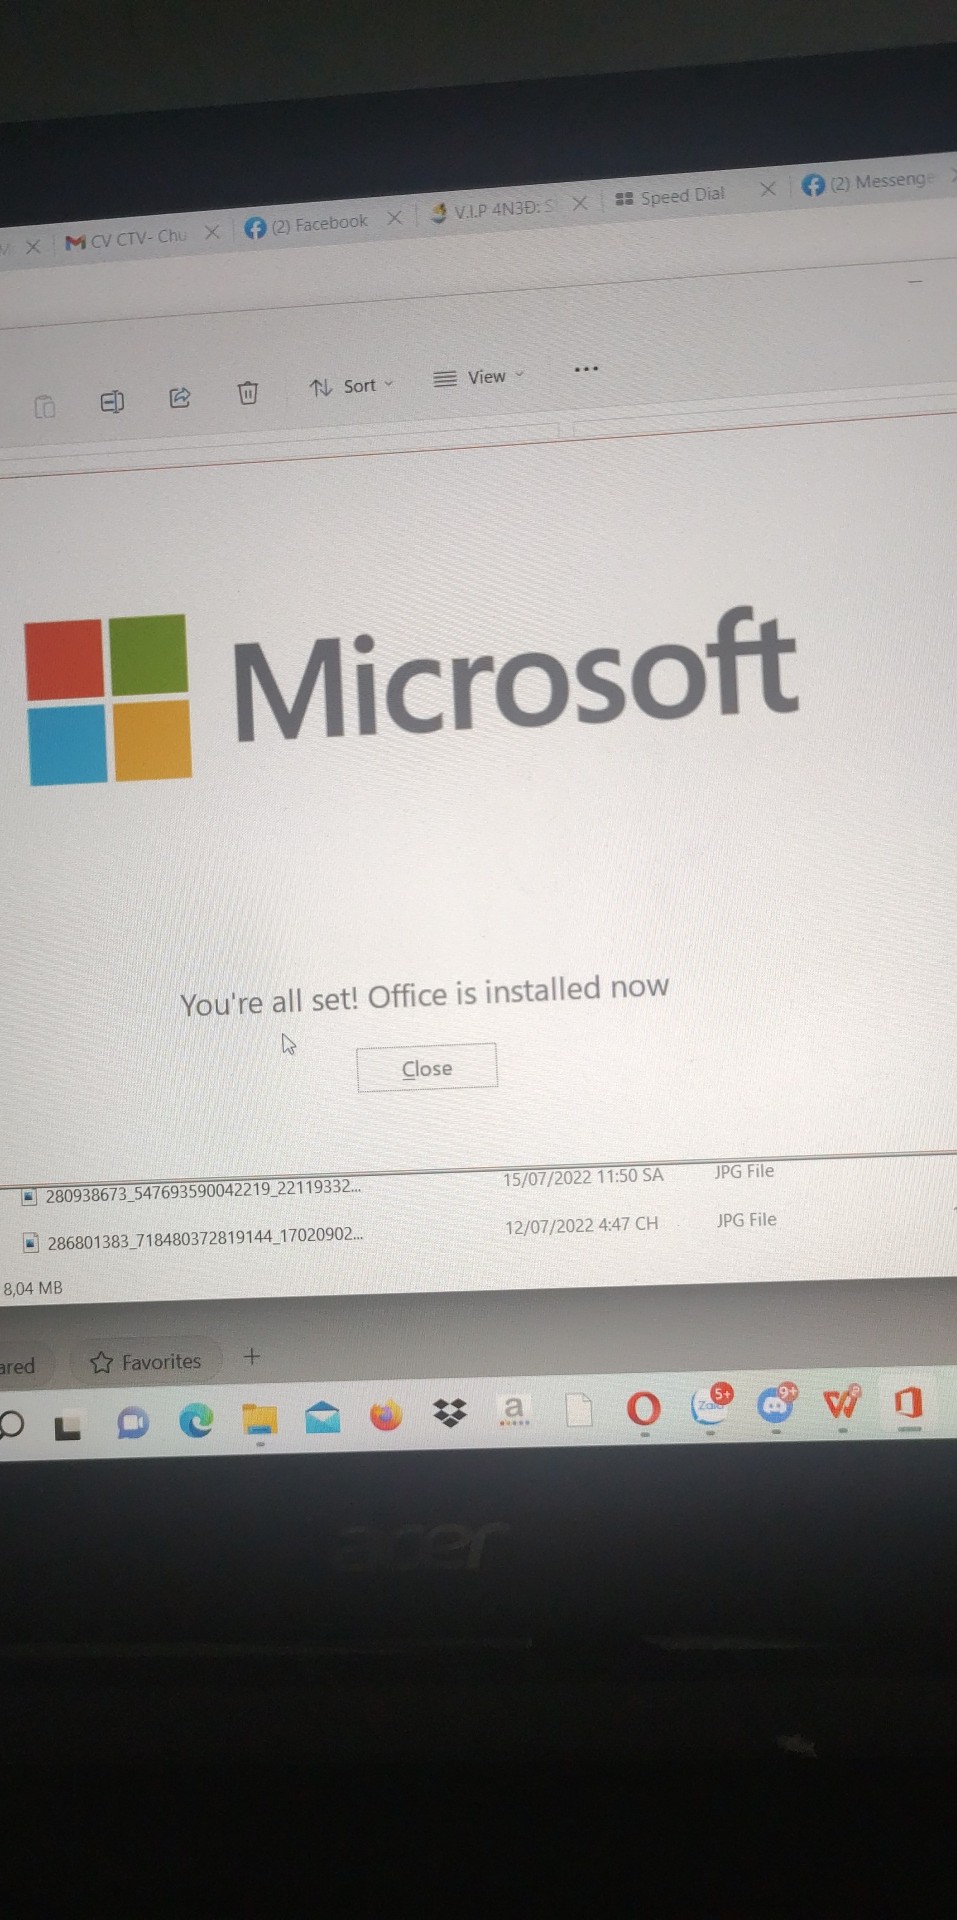 CV CTV- Chu
(2) Facebook
V.I.P 4N3Đ: S
Speed Dial
(2) Messenge
Sort
View
Microsoft
You're all set! Office is installed now
Close
280938673_547693590042219_22119332... 15/07/2022 11:50 SA JPG File
286801383_718480372819144_17020902... 12/07/2022 4:47 CH JPG File
8,04 MB
ared
Favorites
a
Zalo
5+
9+
acer